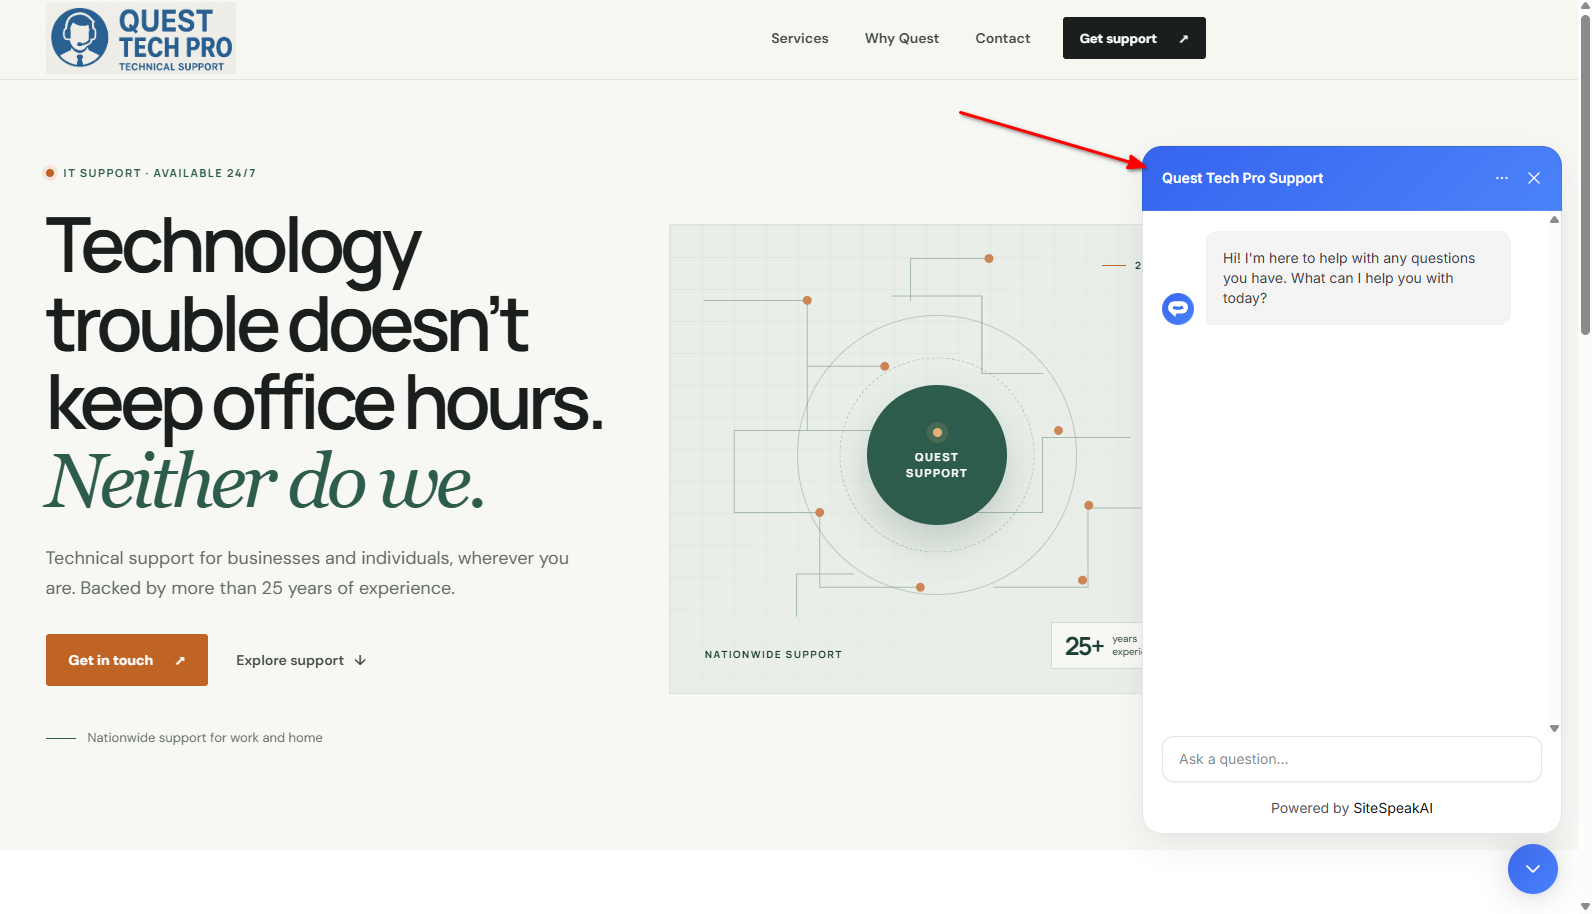 QUEST
TECH PRO
TECHNICAL SUPPORT
Services
Why Quest
Contact
Get support
IT SUPPORT · AVAILABLE 24/7
Technology
trouble doesn’t
keep office hours.
Neither do we.
Technical support for businesses and individuals, wherever you
are. Backed by more than 25 years of experience.
Get in touch
Explore support
Nationwide support for work and home
2
QUEST
SUPPORT
NATIONWIDE SUPPORT
25+
years
Quest Tech Pro Support
Hi! I'm here to help with any questions
you have. What can I help you with
today?
Ask a question...
Powered by SiteSpeakAI